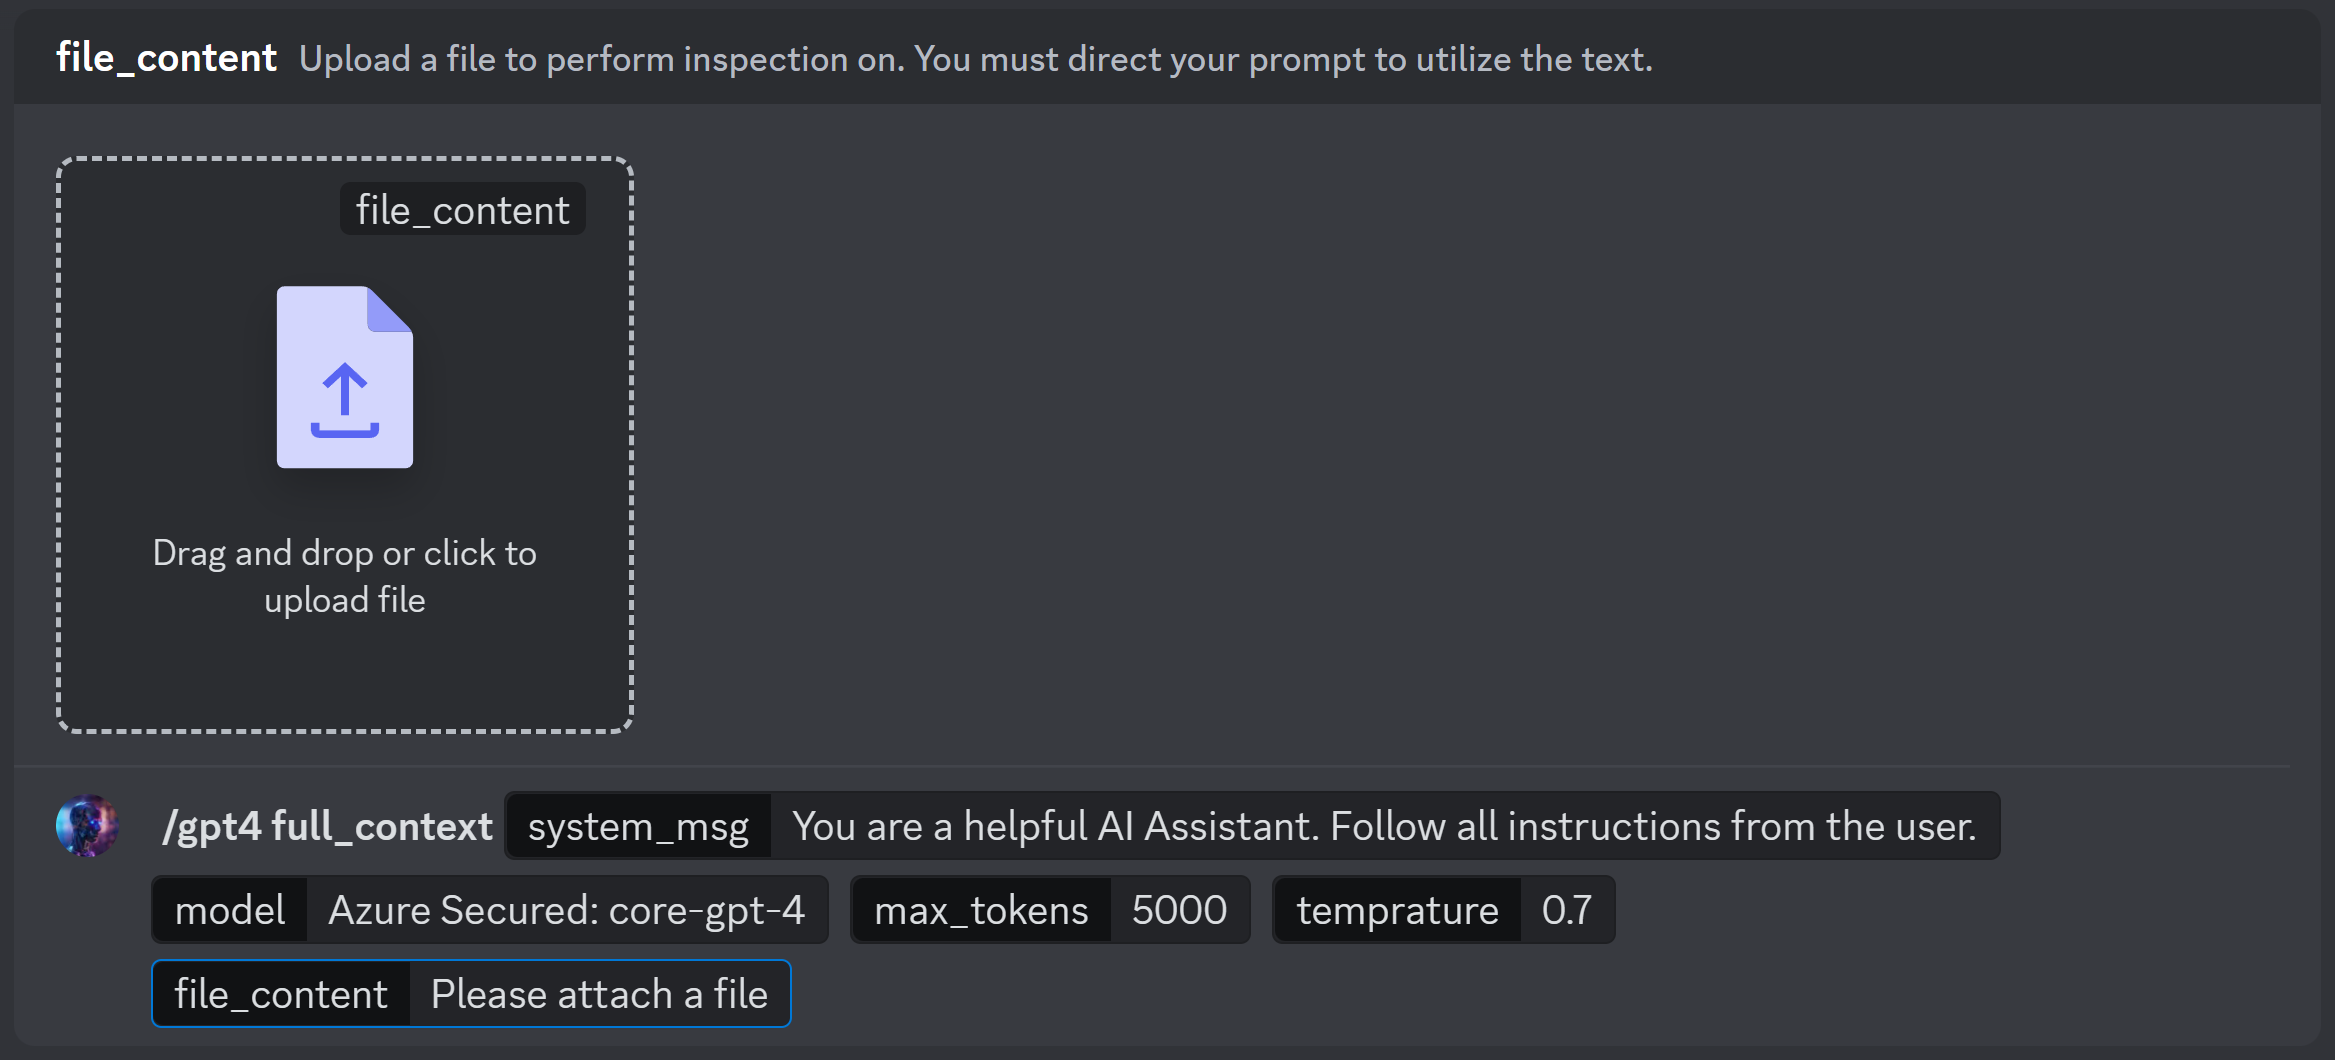 file_content Upload a file to perform inspection on. You must direct your prompt to utilize the text.
file_content
Drag and drop or click to
upload file
/gpt4 full_context system_msg You are a helpful AI Assistant. Follow all instructions from the user.
model Azure Secured: core-gpt-4 max_tokens 5000 temprature 0.7
file_content Please attach a file